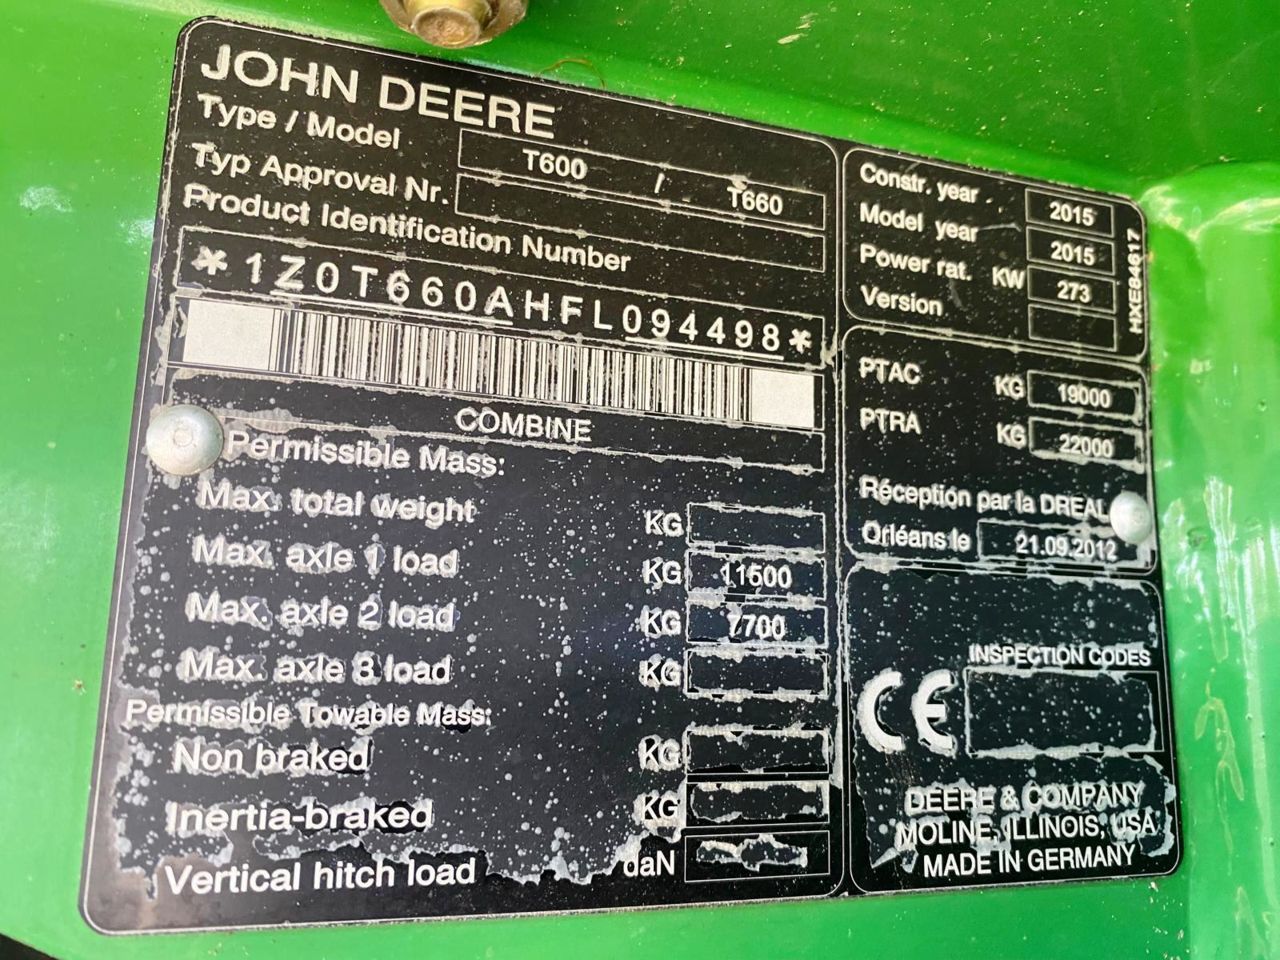 JOHN DEERE
Type / Model T600 / T660
Typ Approval Nr.
Product Identification Number
*1Z0T660AHFL094498*
COMBINE
Permissible Mass:
Max. total weight KG
Max. axle 1 load KG 11500
Max. axle 2 load KG 7700
Max. axle 3 load KG
Permissible Towable Mass:
Non braked KG
Inertia-braked KG
Vertical hitch load daN
Constr. year 2015
Model year 2015
Power rat. KW 273
Version
HXE84617
PTAC KG 19000
PTRA KG 22000
Réception par la DREAL
Orléans le 21.09.2012
INSPECTION CODES
CE
DEERE & COMPANY
MOLINE, ILLINOIS, USA
MADE IN GERMANY